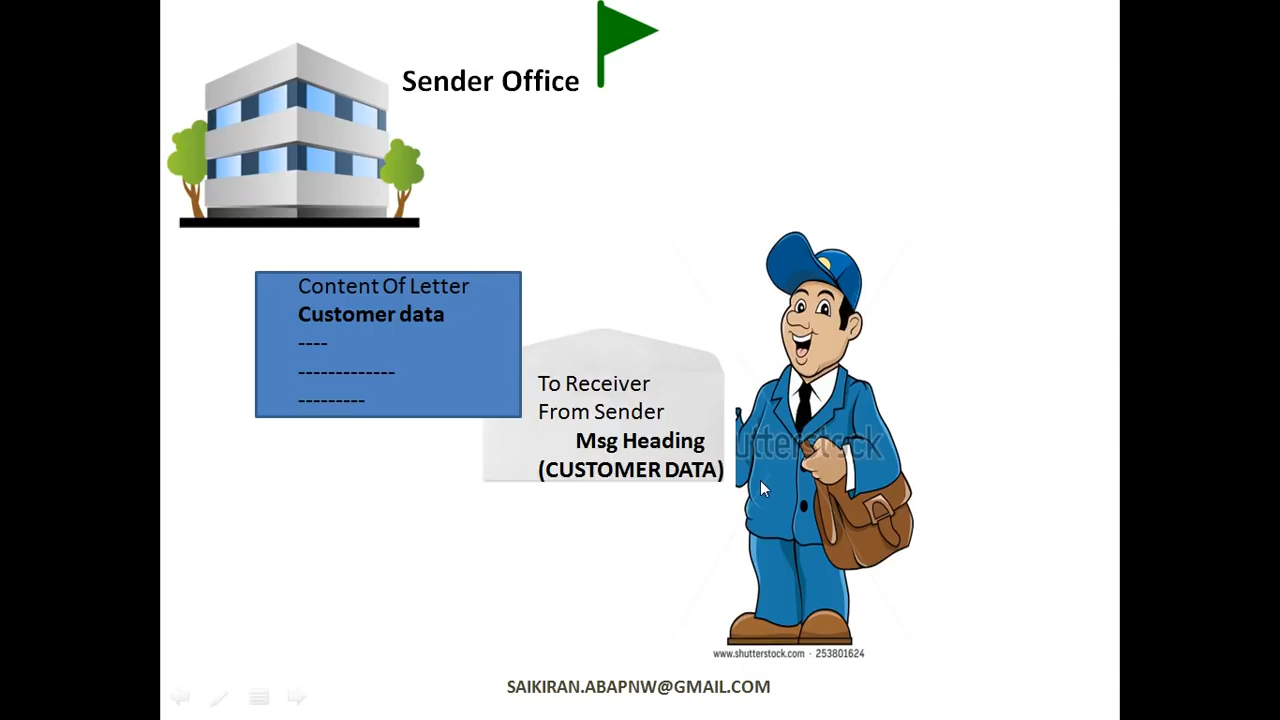 Sender Office
Content Of Letter
Customer data
----
-------------
---------
To Receiver
From Sender
Msg Heading
(CUSTOMER DATA)
utterstock
www.shutterstock.com · 253801624
SAIKIRAN.ABAPNW@GMAIL.COM